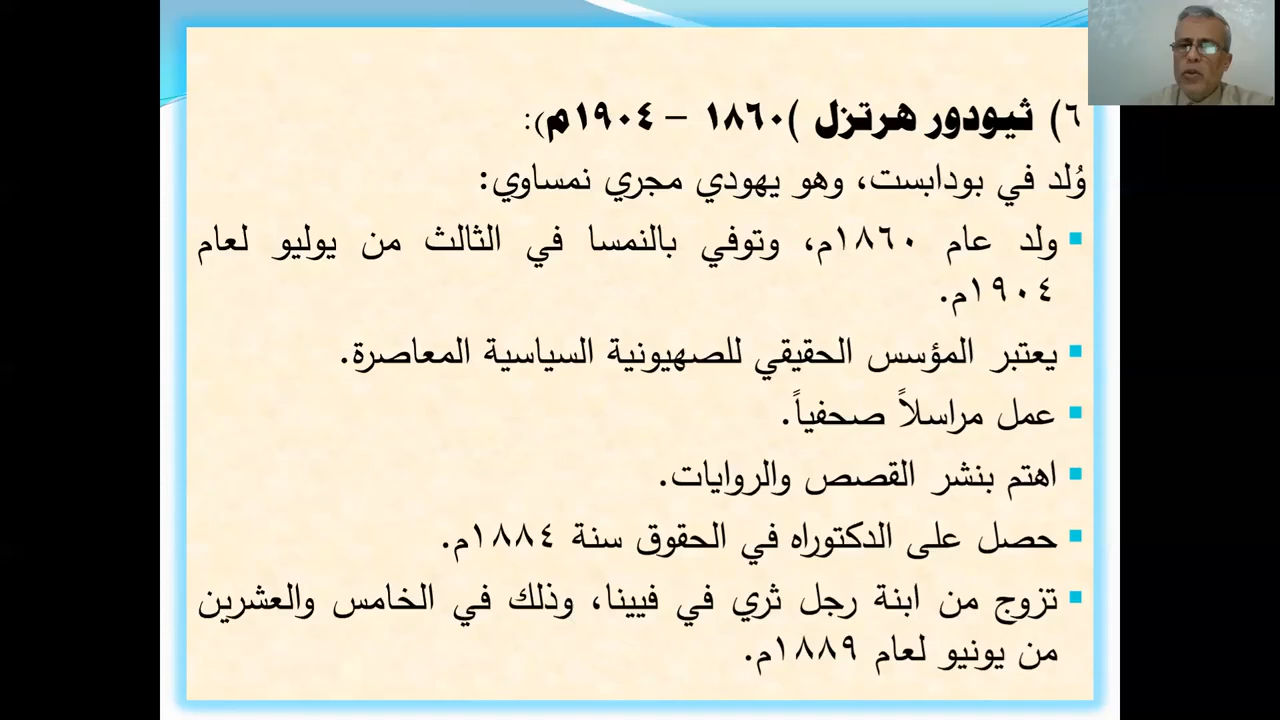 ٦) ثيودور هرتزل )١٨٦٠ – ١٩٠٤م):
وُلد في بودابست، وهو يهودي مجري نمساوي:
▪ ولد عام ١٨٦٠م، وتوفي بالنمسا في الثالث من يوليو لعام
١٩٠٤م.
▪ يعتبر المؤسس الحقيقي للصهيونية السياسية المعاصرة.
▪ عمل مراسلاً صحفياً.
▪ اهتم بنشر القصص والروايات.
▪ حصل على الدكتوراه في الحقوق سنة ١٨٨٤م.
▪ تزوج من ابنة رجل ثري في فيينا، وذلك في الخامس والعشرين
من يونيو لعام ١٨٨٩م.